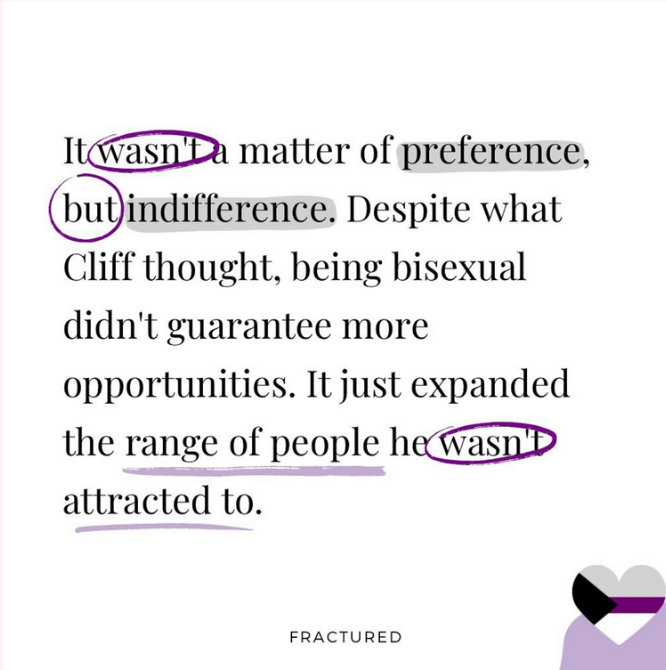 It wasn't a matter of preference,
but indifference. Despite what
Cliff thought, being bisexual
didn't guarantee more
opportunities. It just expanded
the range of people he wasn't
attracted to.
FRACTURED